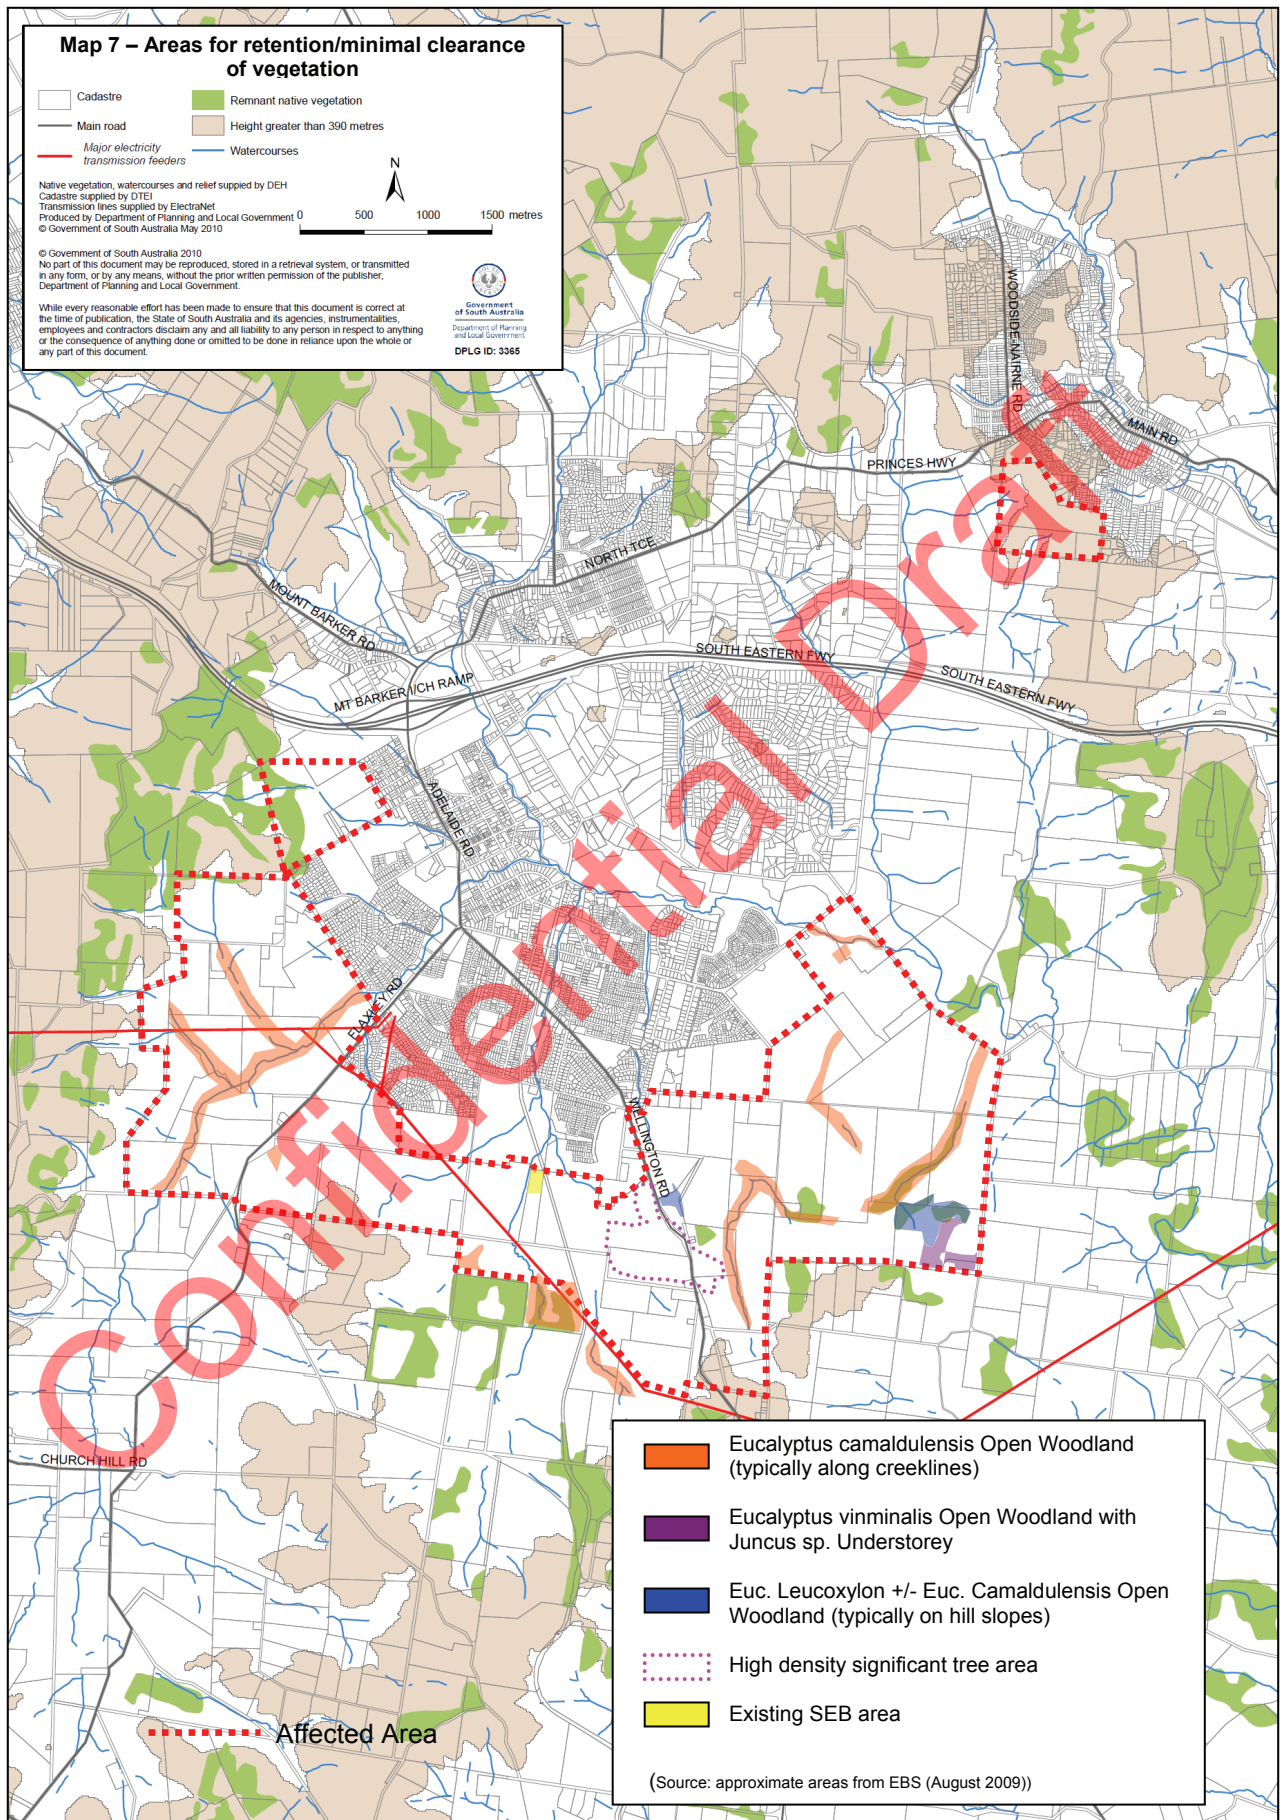 Map 7 – Areas for retention/minimal clearance
of vegetation
Cadastre
Main road
Major electricity
transmission feeders
Remnant native vegetation
Height greater than 390 metres
Watercourses
Native vegetation, watercourses and relief suppied by DEH
Cadastre supplied by DTEI
Transmission lines supplied by ElectraNet
Produced by Department of Planning and Local Government
© Government of South Australia May 2010
N
0 500 1000 1500 metres
© Government of South Australia 2010
No part of this document may be reproduced, stored in a retrieval system, or transmitted
in any form, or by any means, without the prior written permission of the publisher,
Department of Planning and Local Government.
While every reasonable effort has been made to ensure that this document is correct at
the time of publication, the State of South Australia and its agencies, instrumentalities,
employees and contractors disclaim any and all liability to any person in respect to anything
or the consequence of anything done or omitted to be done in reliance upon the whole or
any part of this document.
Government
of South Australia
Department of Planning
and Local Government
DPLG ID: 3365
WOODSIDE-NAIRNE RD
MAIN RD
PRINCES HWY
NORTH TCE
MOUNT BARKER RD
SOUTH EASTERN FWY
SOUTH EASTERN FWY
MT BARKER I/CH RAMP
ADELAIDE RD
FLAXLEY RD
WELLINGTON RD
CHURCH HILL RD
Confidential Draft
Affected Area
Eucalyptus camaldulensis Open Woodland
(typically along creeklines)
Eucalyptus vinminalis Open Woodland with
Juncus sp. Understorey
Euc. Leucoxylon +/- Euc. Camaldulensis Open
Woodland (typically on hill slopes)
High density significant tree area
Existing SEB area
(Source: approximate areas from EBS (August 2009))